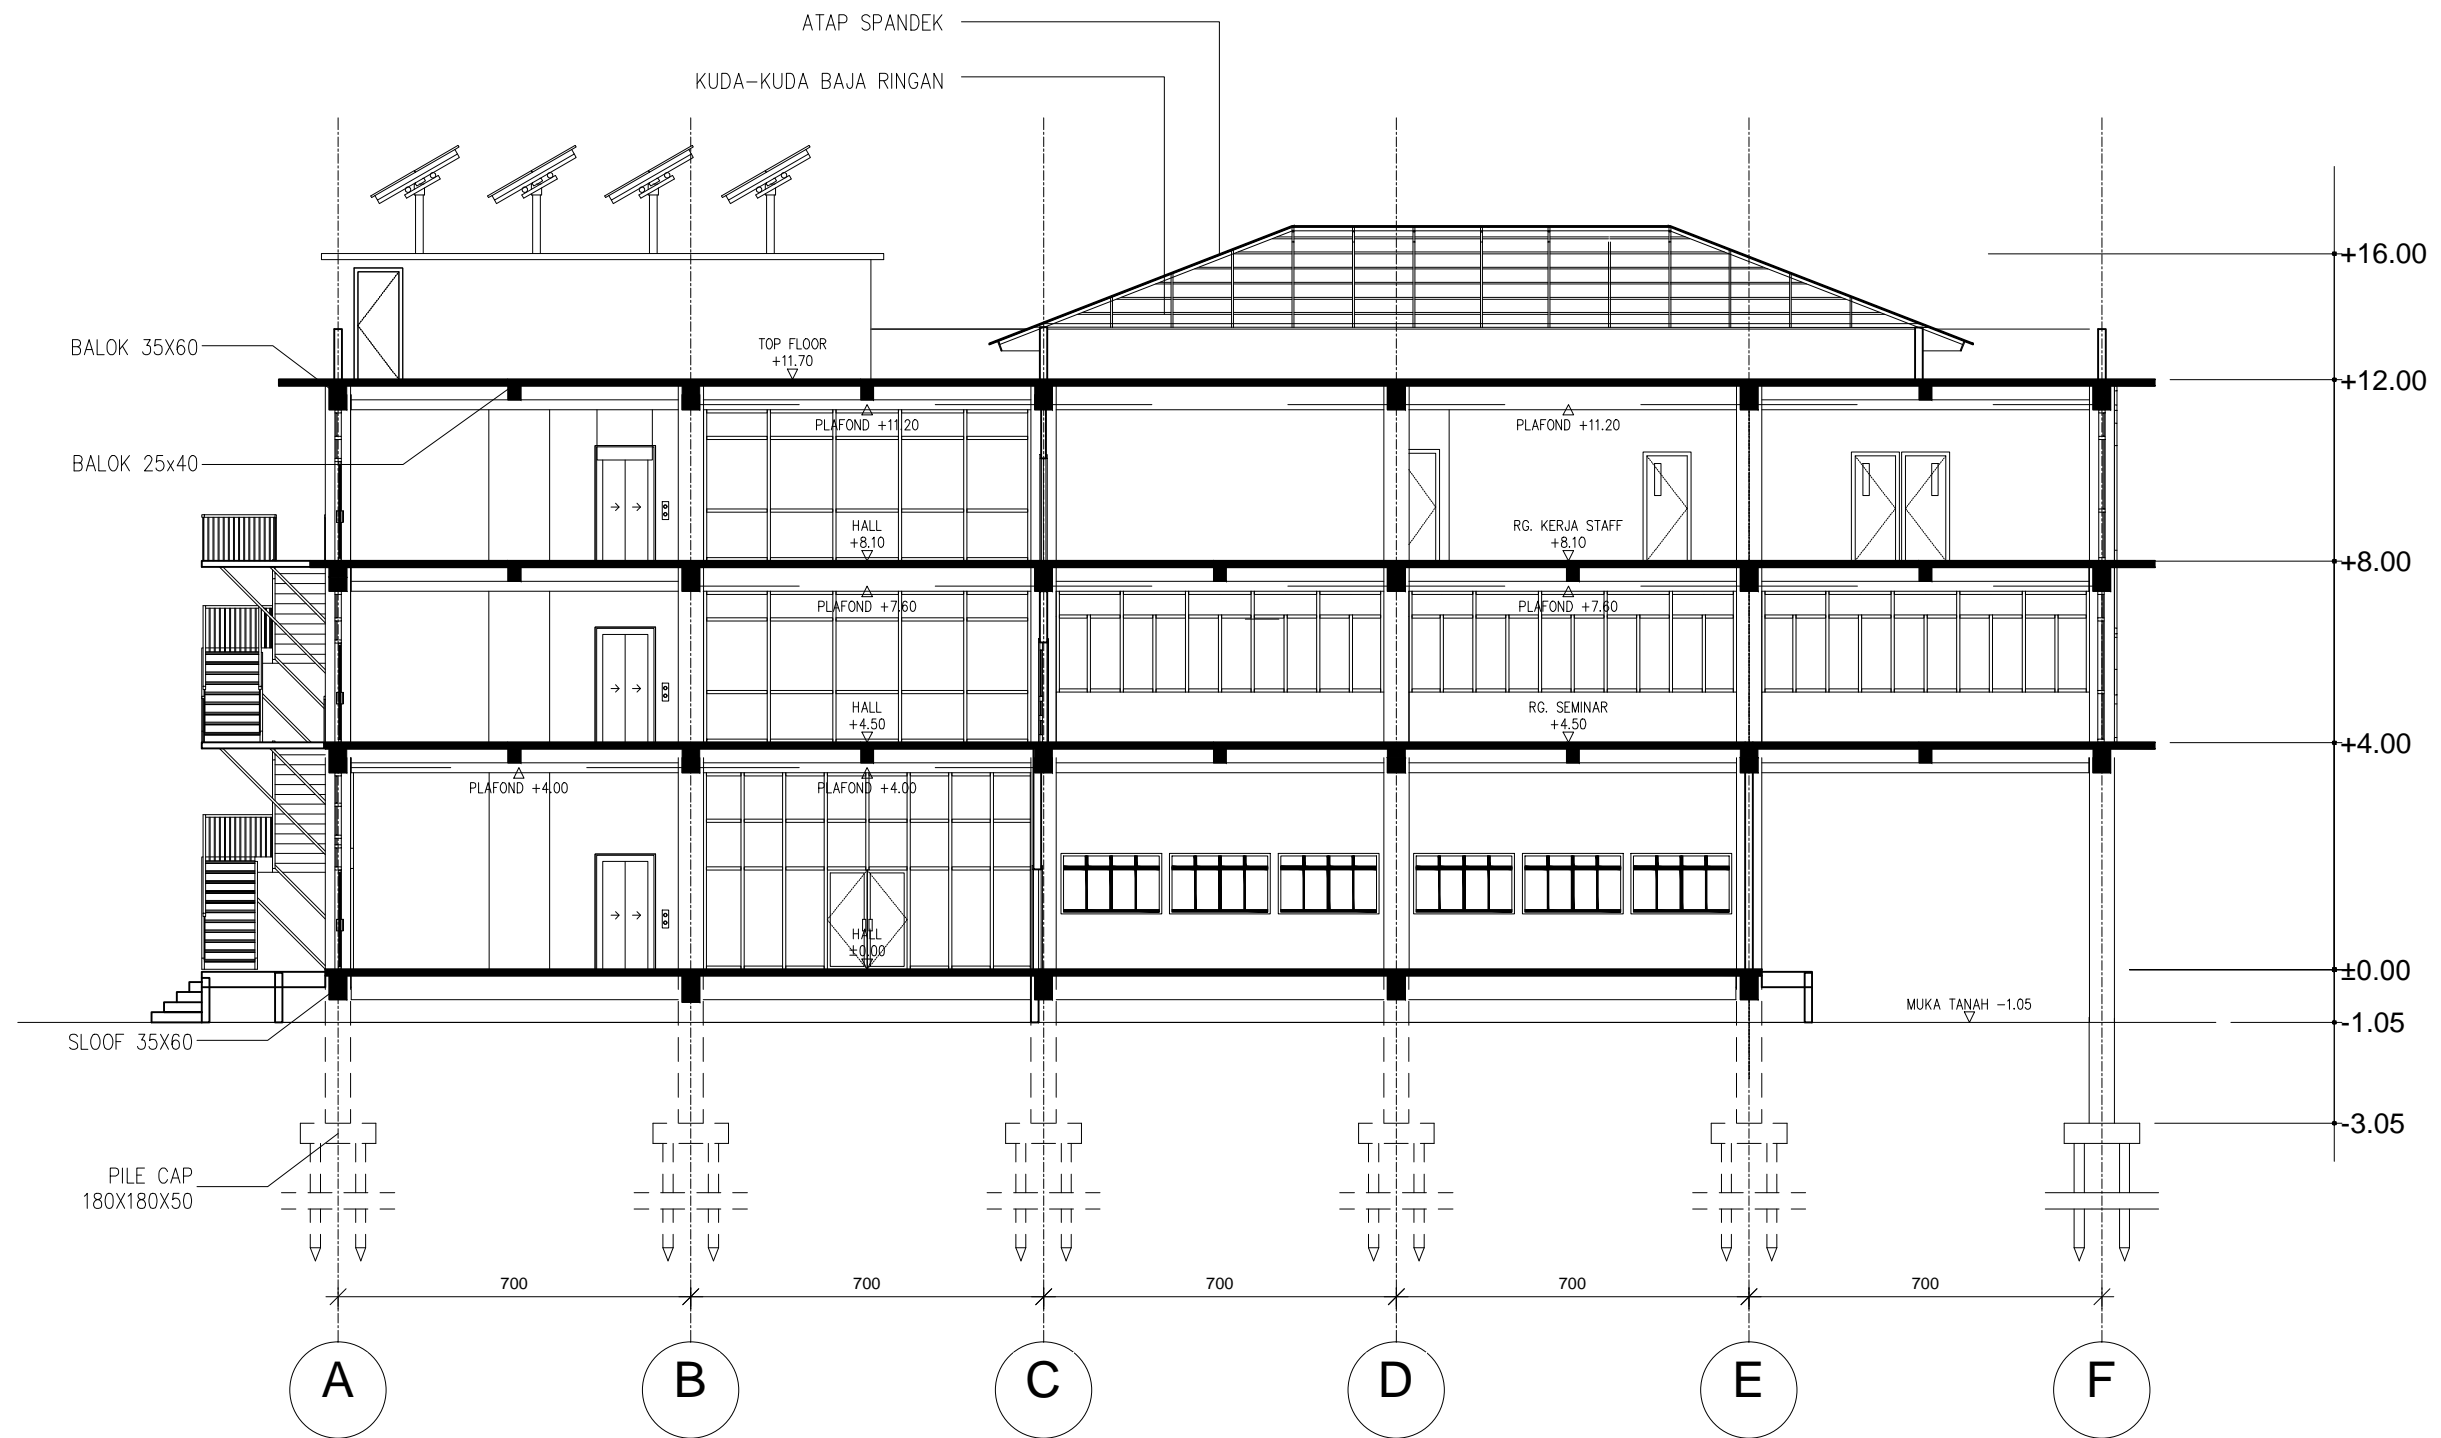 ATAP SPANDEK
KUDA-KUDA BAJA RINGAN
+16.00
BALOK 35X60
TOP FLOOR
+11.70
+12.00
PLAFOND +11.20
PLAFOND +11.20
BALOK 25x40
HALL
+8.10
RG. KERJA STAFF
+8.10
+8.00
PLAFOND +7.60
PLAFOND +7.60
HALL
+4.50
RG. SEMINAR
+4.50
+4.00
PLAFOND +4.00
PLAFOND +4.00
HALL
±0.00
±0.00
MUKA TANAH -1.05
-1.05
SLOOF 35X60
-3.05
PILE CAP
180X180X50
700 700 700 700 700
A B C D E F